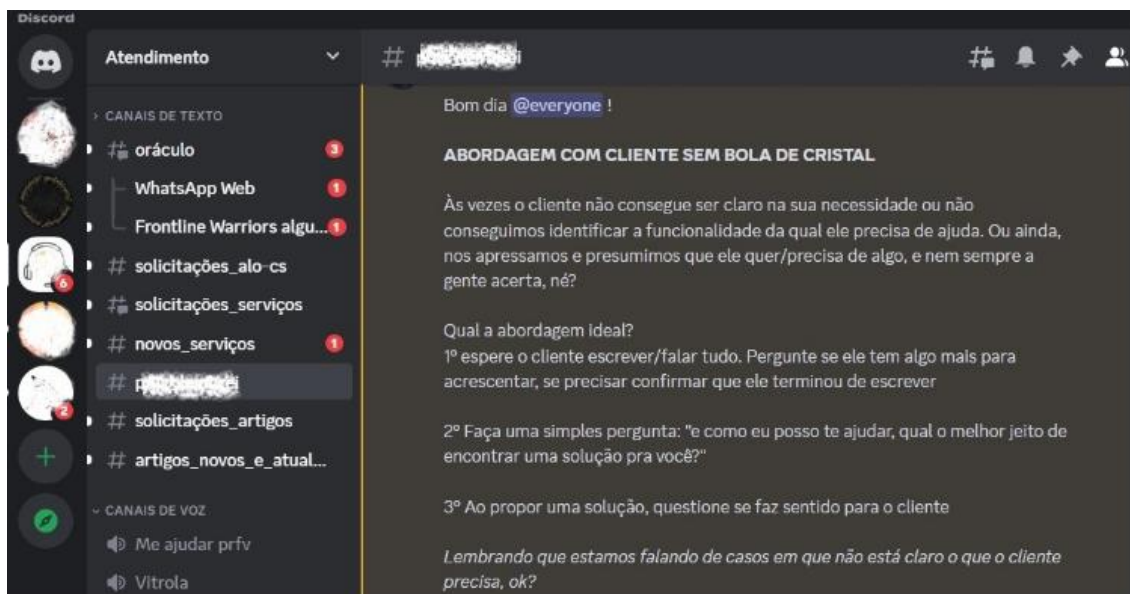 Discord
Atendimento
CANAIS DE TEXTO
oráculo
3
WhatsApp Web
1
Frontline Warriors algu...
1
solicitações_alo-cs
6
solicitações_serviços
novos_serviços
1
2
solicitações_artigos
artigos_novos_e_atual...
CANAIS DE VOZ
Me ajudar prfv
Vitrola
Bom dia @everyone !
ABORDAGEM COM CLIENTE SEM BOLA DE CRISTAL
Às vezes o cliente não consegue ser claro na sua necessidade ou não
conseguimos identificar a funcionalidade da qual ele precisa de ajuda. Ou ainda,
nos apressamos e presumimos que ele quer/precisa de algo, e nem sempre a
gente acerta, né?
Qual a abordagem ideal?
1º espere o cliente escrever/falar tudo. Pergunte se ele tem algo mais para
acrescentar, se precisar confirmar que ele terminou de escrever
2º Faça uma simples pergunta: "e como eu posso te ajudar, qual o melhor jeito de
encontrar uma solução pra você?"
3º Ao propor uma solução, questione se faz sentido para o cliente
Lembrando que estamos falando de casos em que não está claro o que o cliente
precisa, ok?